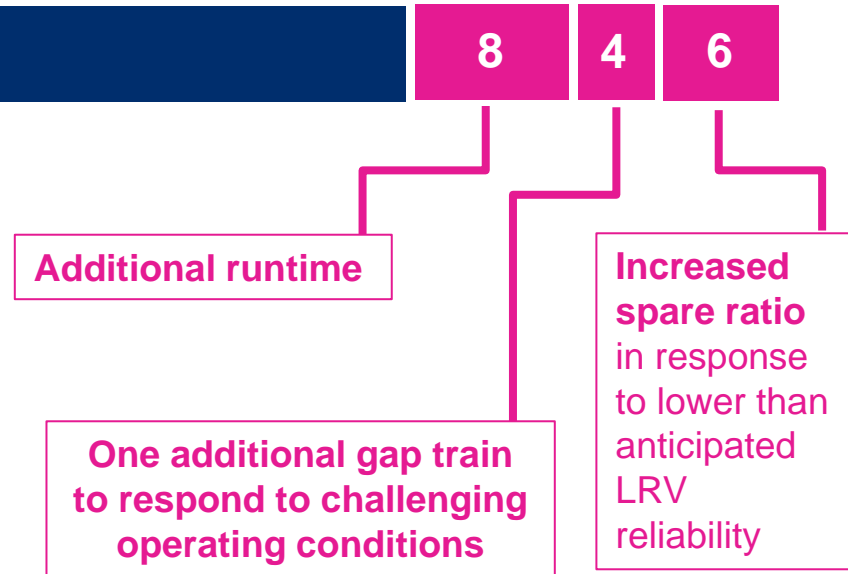 8 4 6
Additional runtime
One additional gap train
to respond to challenging
operating conditions
Increased
spare ratio
in response
to lower than
anticipated
LRV
reliability